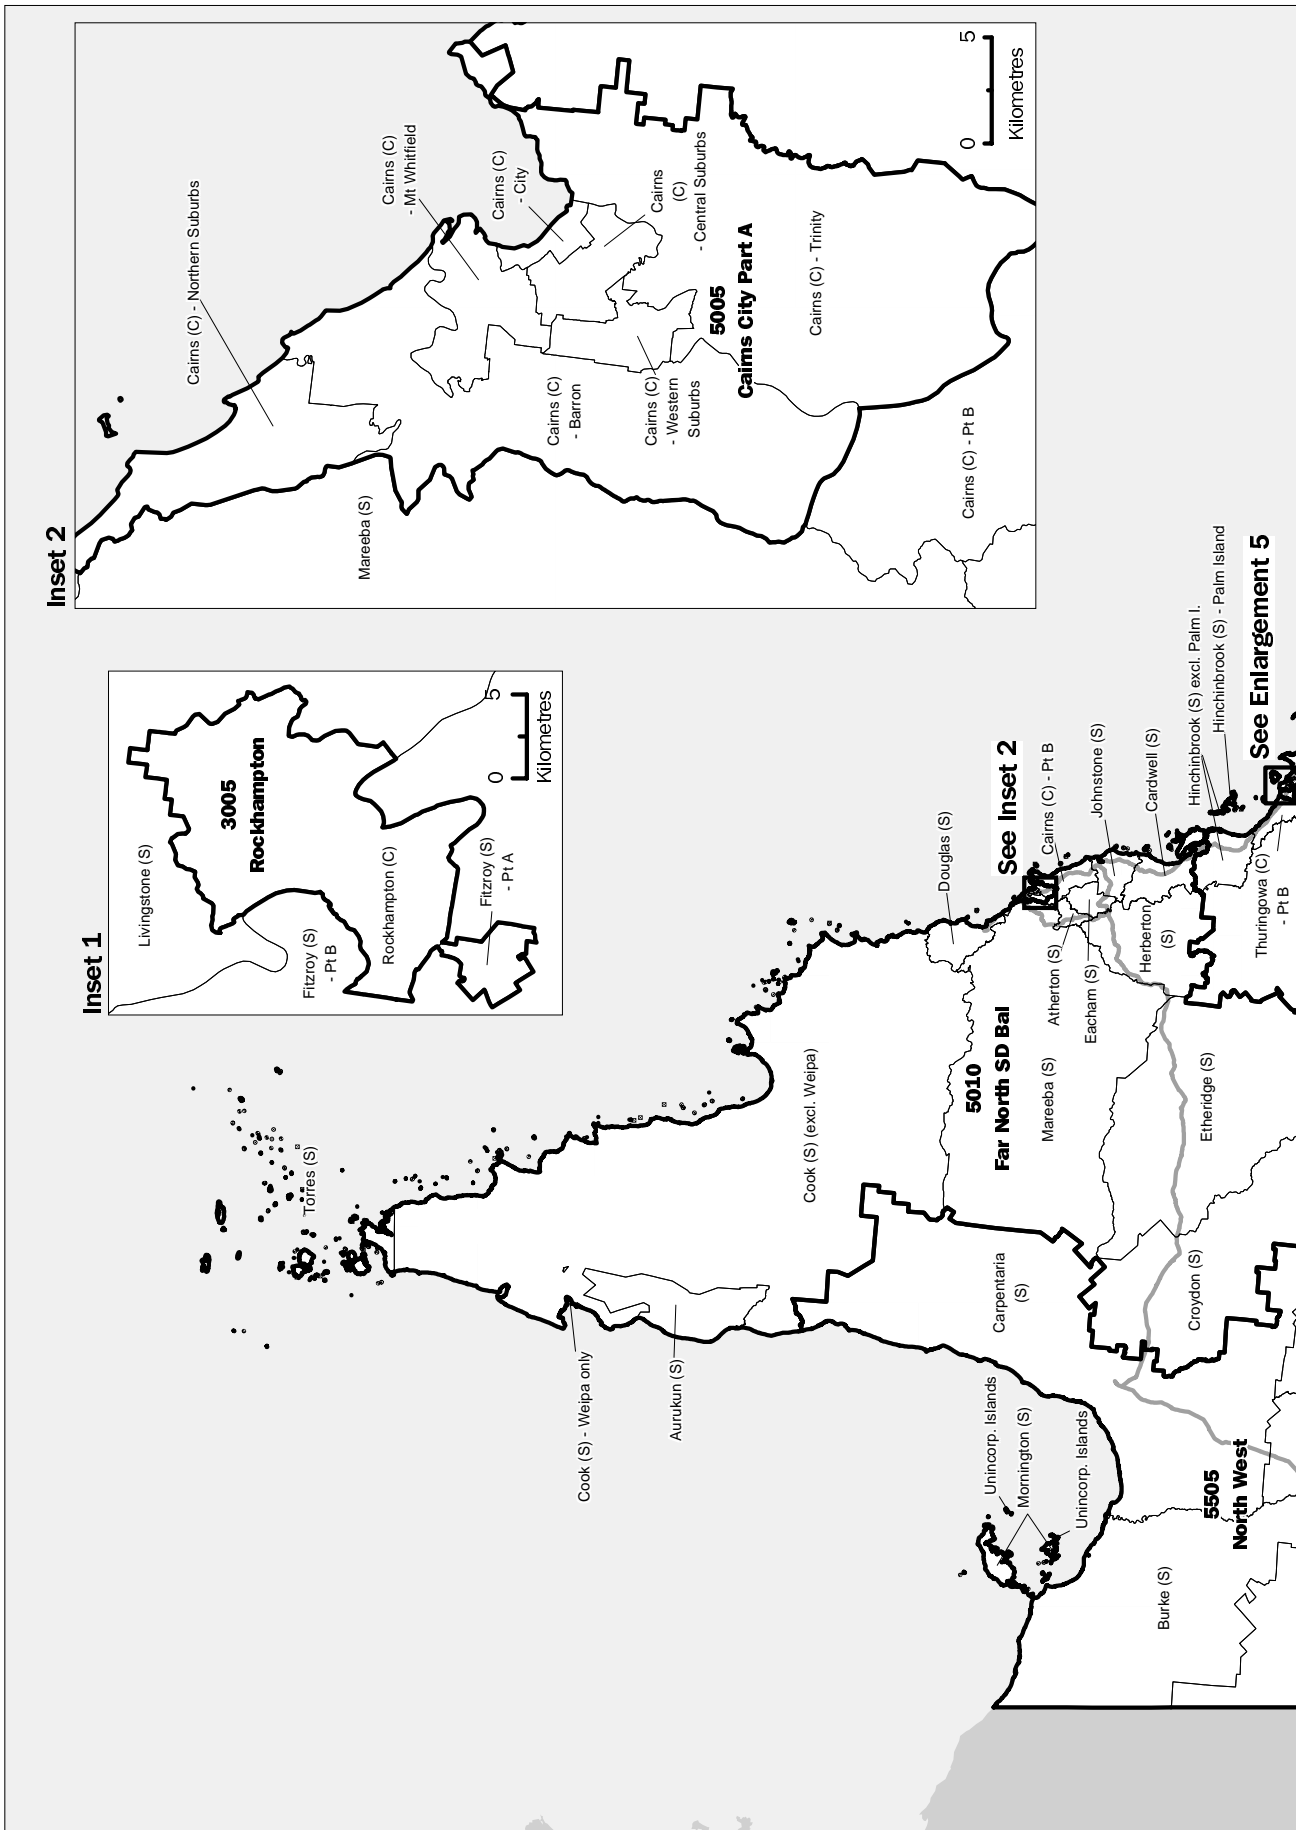 Inset 1
Livingstone (S)
3005
Rockhampton
Fitzroy (S)
- Pt B
Rockhampton (C)
Fitzroy (S)
- Pt A
0
5
Kilometres
Inset 2
Cairns (C) - Northern Suburbs
Cairns (C)
- Mt Whitfield
Cairns (C)
- City
Mareeba (S)
Cairns (C)
- Barron
Cairns (C)
- Western
Suburbs
Cairns
(C)
- Central Suburbs
5005
Cairns City Part A
Cairns (C) - Trinity
Cairns (C) - Pt B
0
5
Kilometres
Torres (S)
Cook (S) - Weipa only
Aurukun (S)
Cook (S) (excl. Weipa)
Douglas (S)
See Inset 2
5010
Far North SD Bal
Mareeba (S)
Cairns (C) - Pt B
Atherton (S)
Eacham (S)
Johnstone (S)
Herberton
(S)
Cardwell (S)
Hinchinbrook (S) excl. Palm I.
Hinchinbrook (S) - Palm Island
See Enlargement 5
Thuringowa (C)
- Pt B
Etheridge (S)
Carpentaria
(S)
Croydon (S)
Unincorp. Islands
Mornington (S)
Unincorp. Islands
5505
North West
Burke (S)